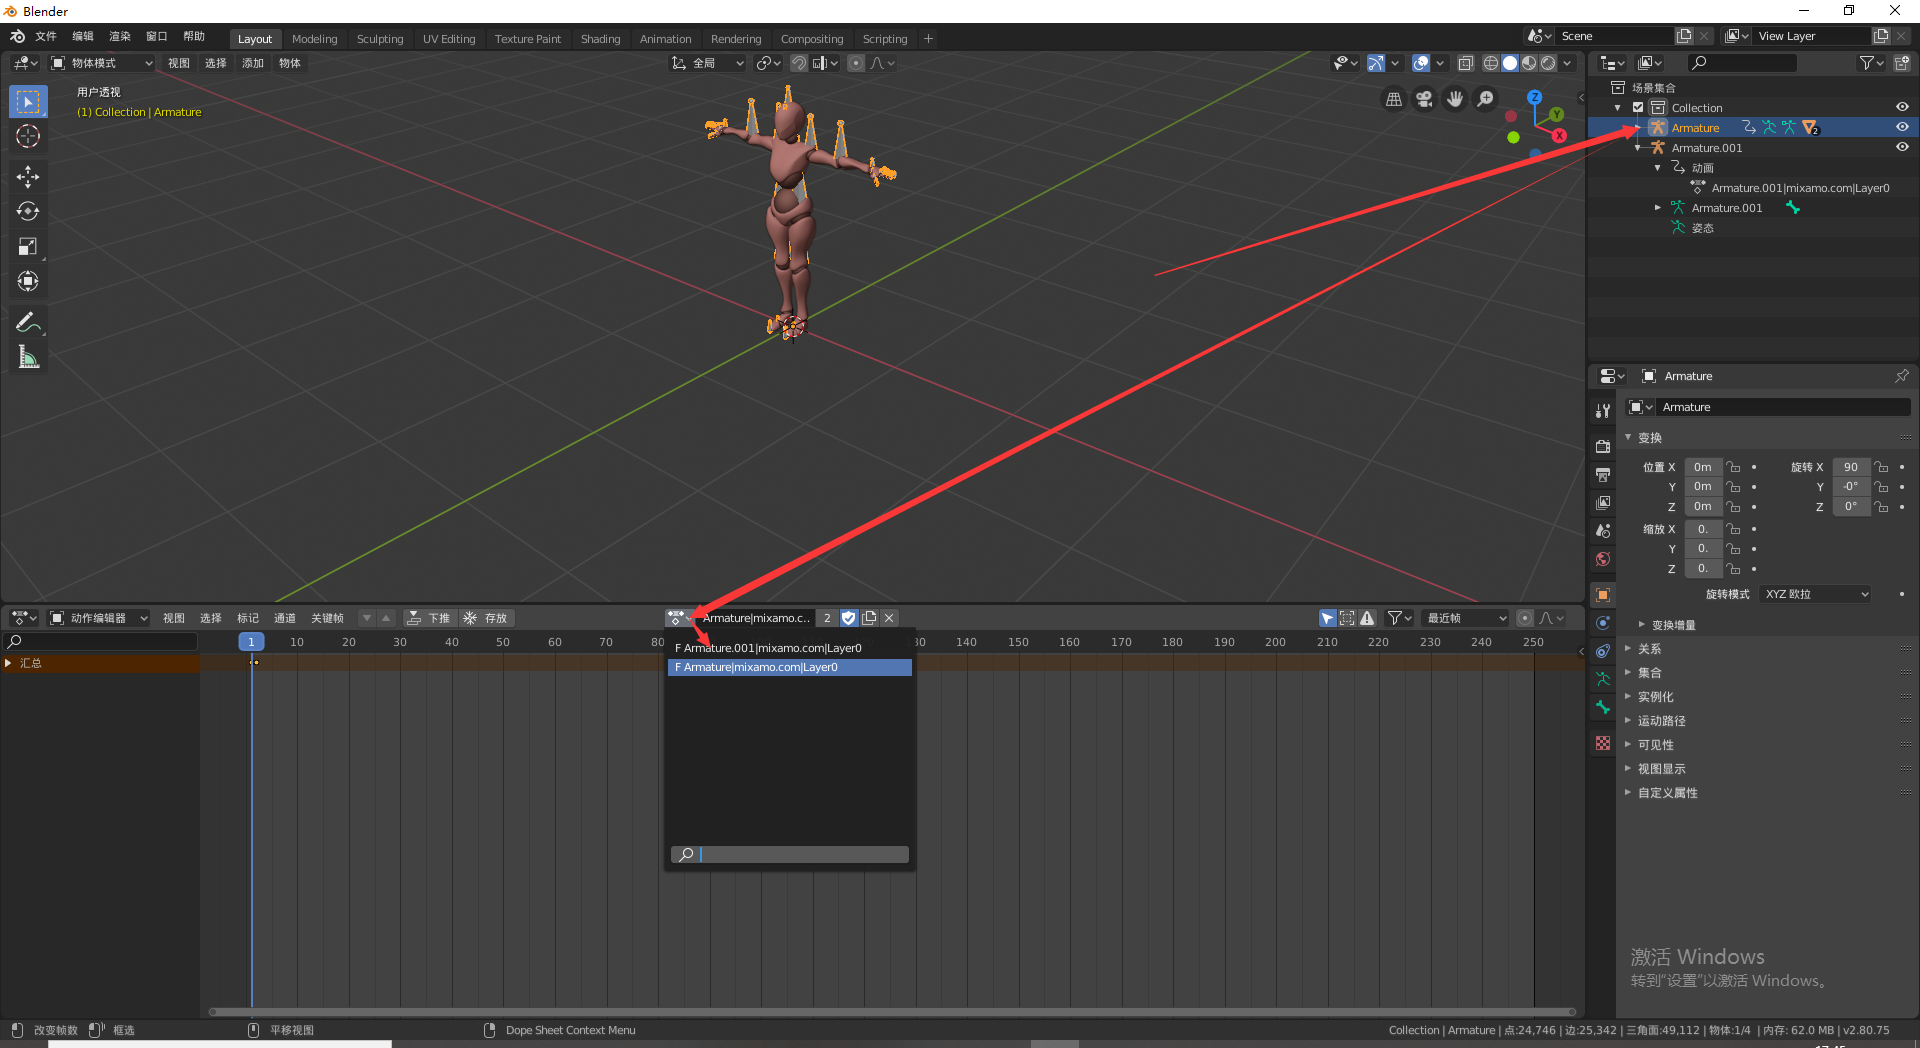 Blender
文件 编辑 渲染 窗口 帮助 Layout Modeling Sculpting UV Editing Texture Paint Shading Animation Rendering Compositing Scripting + Scene View Layer
物体模式 视图 选择 添加 物体 全局
用户透视
(1) Collection | Armature
Z
Y
X
场景集合
Collection
Armature 2
Armature.001
动画
Armature.001|mixamo.com|Layer0
Armature.001
姿态
Armature
Armature
变换
位置 X 0m 旋转 X 90
Y 0m Y -0°
Z 0m Z 0°
缩放 X 0.
Y 0.
Z 0.
旋转模式 XYZ 欧拉
变换增量
关系
集合
实例化
运动路径
可见性
视图显示
自定义属性
动作编辑器 视图 选择 标记 通道 关键帧 下推 存放 Armature|mixamo.c.. 2 最近帧
1 10 20 30 40 50 60 70 80 30 140 150 160 170 180 190 200 210 220 230 240 250
汇总
F Armature.001|mixamo.com|Layer0
F Armature|mixamo.com|Layer0
激活 Windows
转到"设置"以激活 Windows。
改变帧数 框选 平移视图 Dope Sheet Context Menu Collection | Armature | 点:24,746 | 边:25,342 | 三角面:49,112 | 物体:1/4 | 内存: 62.0 MB | v2.80.75